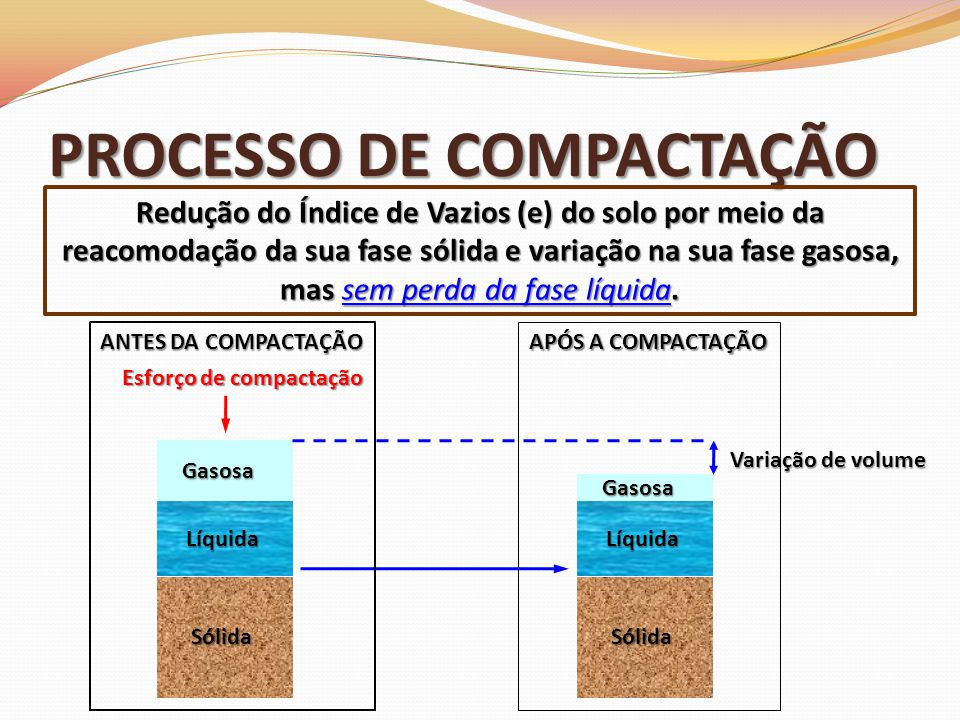 PROCESSO DE COMPACTAÇÃO
Redução do Índice de Vazios (e) do solo por meio da
reacomodação da sua fase sólida e variação na sua fase gasosa,
mas sem perda da fase líquida.
ANTES DA COMPACTAÇÃO
Esforço de compactação
Gasosa
Líquida
Sólida
APÓS A COMPACTAÇÃO
Variação de volume
Gasosa
Líquida
Sólida